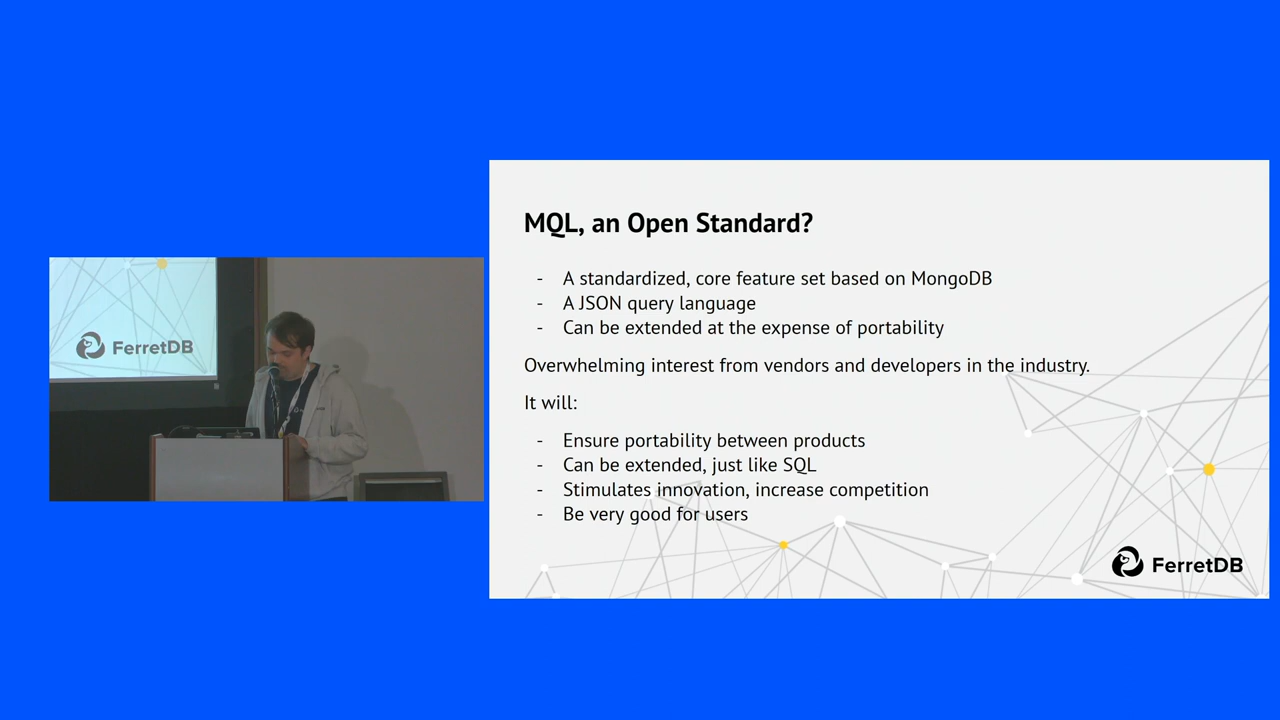 MQL, an Open Standard?
- A standardized, core feature set based on MongoDB
- A JSON query language
- Can be extended at the expense of portability
Overwhelming interest from vendors and developers in the industry.
It will:
- Ensure portability between products
- Can be extended, just like SQL
- Stimulates innovation, increase competition
- Be very good for users
FerretDB
FerretDB